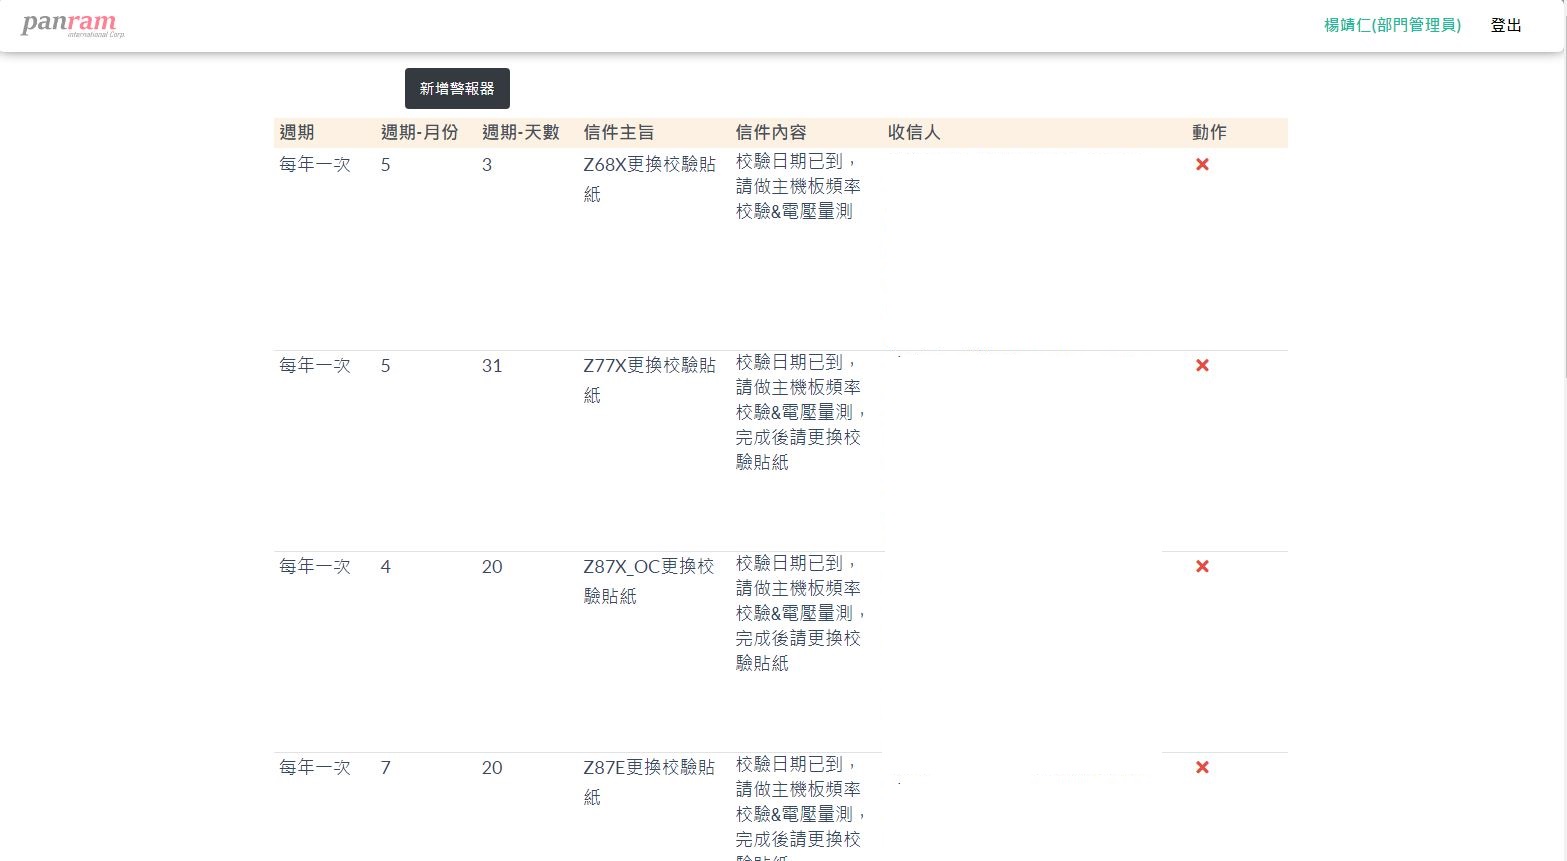 panram
International Corp.
楊靖仁(部門管理員)
登出
新增警報器
週期 週期-月份 週期-天數 信件主旨 信件內容 收信人 動作
每年一次 5 3 Z68X更換校驗貼 校驗日期已到，
紙 請做主機板頻率
校驗&電壓量測
每年一次 5 31 Z77X更換校驗貼 校驗日期已到，
紙 請做主機板頻率
校驗&電壓量測，
完成後請更換校
驗貼紙
每年一次 4 20 Z87X_OC更換校 校驗日期已到，
驗貼紙 請做主機板頻率
校驗&電壓量測，
完成後請更換校
驗貼紙
每年一次 7 20 Z87E更換校驗貼 校驗日期已到，
紙 請做主機板頻率
校驗&電壓量測，
完成後請更換校